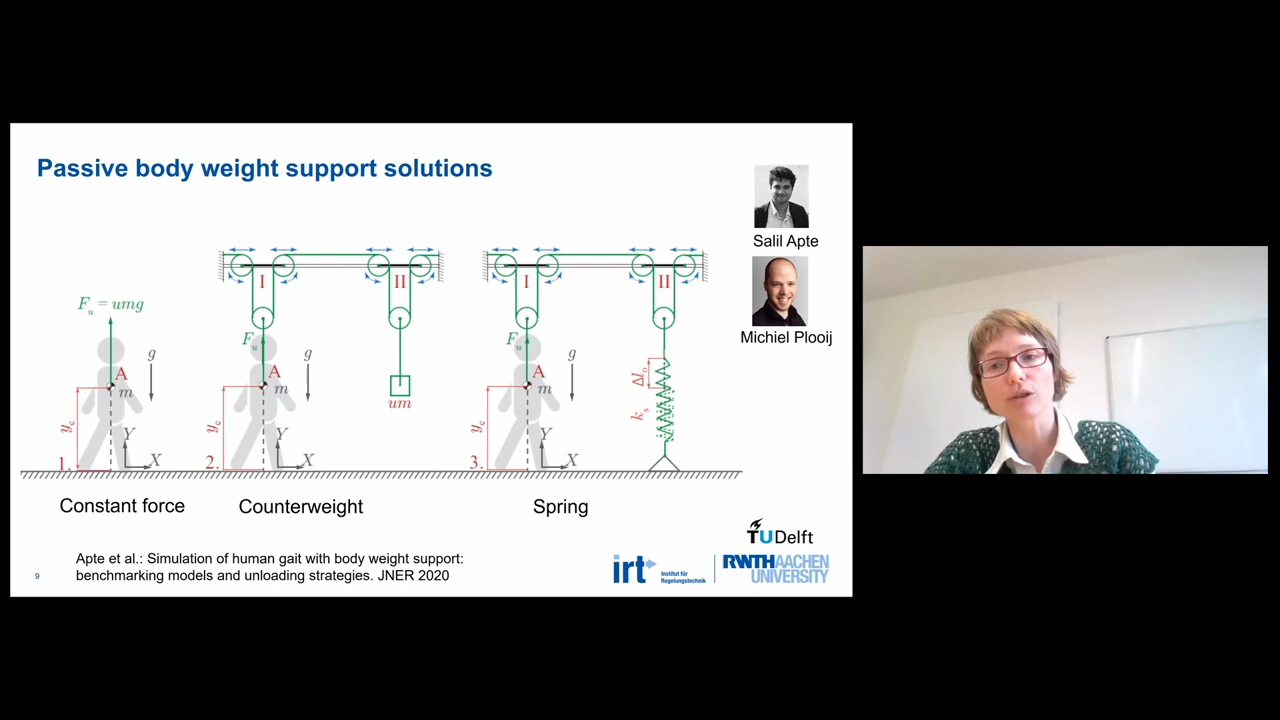 Passive body weight support solutions
Salil Apte
Michiel Plooij
F_u = umg
g
A
m
y_c
Y
X
1.
I
II
F_u
g
A
m
um
y_c
Y
X
2.
I
II
F_u
g
A
m
Δl_o
k_s
y_c
Y
X
3.
Constant force
Counterweight
Spring
Apte et al.: Simulation of human gait with body weight support:
benchmarking models and unloading strategies. JNER 2020
9
TUDelft
irt
Institut für
Regelungstechnik
RWTHAACHEN
UNIVERSITY